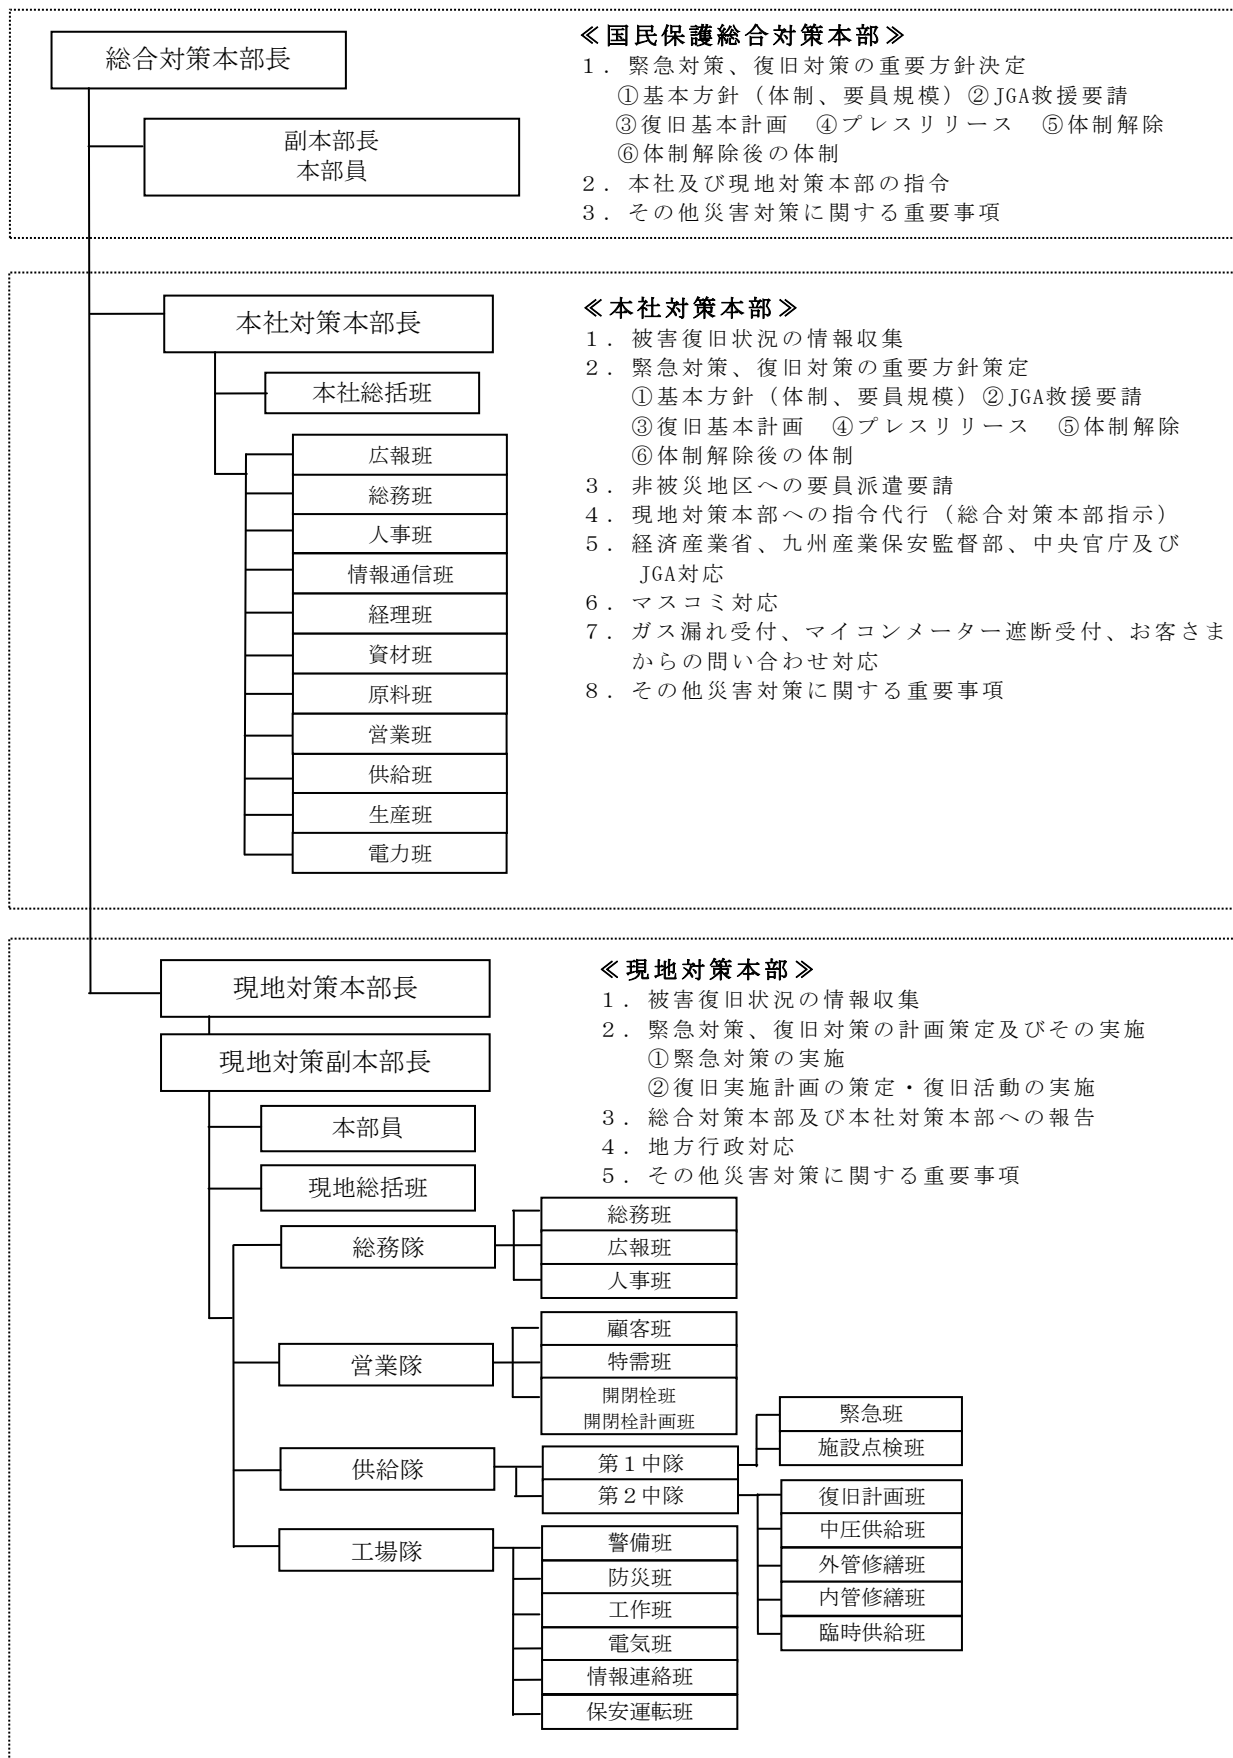 総合対策本部長
副本部長
本部員
≪国民保護総合対策本部≫
１．緊急対策、復旧対策の重要方針決定
①基本方針（体制、要員規模）②JGA救援要請
③復旧基本計画　④プレスリリース　⑤体制解除
⑥体制解除後の体制
２．本社及び現地対策本部の指令
３．その他災害対策に関する重要事項
本社対策本部長
本社総括班
広報班
総務班
人事班
情報通信班
経理班
資材班
原料班
営業班
供給班
生産班
電力班
≪本社対策本部≫
１．被害復旧状況の情報収集
２．緊急対策、復旧対策の重要方針策定
①基本方針（体制、要員規模）②JGA救援要請
③復旧基本計画　④プレスリリース　⑤体制解除
⑥体制解除後の体制
３．非被災地区への要員派遣要請
４．現地対策本部への指令代行（総合対策本部指示）
５．経済産業省、九州産業保安監督部、中央官庁及び
JGA対応
６．マスコミ対応
７．ガス漏れ受付、マイコンメーター遮断受付、お客さま
からの問い合わせ対応
８．その他災害対策に関する重要事項
現地対策本部長
現地対策副本部長
本部員
現地総括班
≪現地対策本部≫
１．被害復旧状況の情報収集
２．緊急対策、復旧対策の計画策定及びその実施
①緊急対策の実施
②復旧実施計画の策定・復旧活動の実施
３．総合対策本部及び本社対策本部への報告
４．地方行政対応
５．その他災害対策に関する重要事項
総務隊
総務班
広報班
人事班
営業隊
顧客班
特需班
開閉栓班
開閉栓計画班
供給隊
第１中隊
第２中隊
緊急班
施設点検班
復旧計画班
中圧供給班
外管修繕班
内管修繕班
臨時供給班
工場隊
警備班
防災班
工作班
電気班
情報連絡班
保安運転班